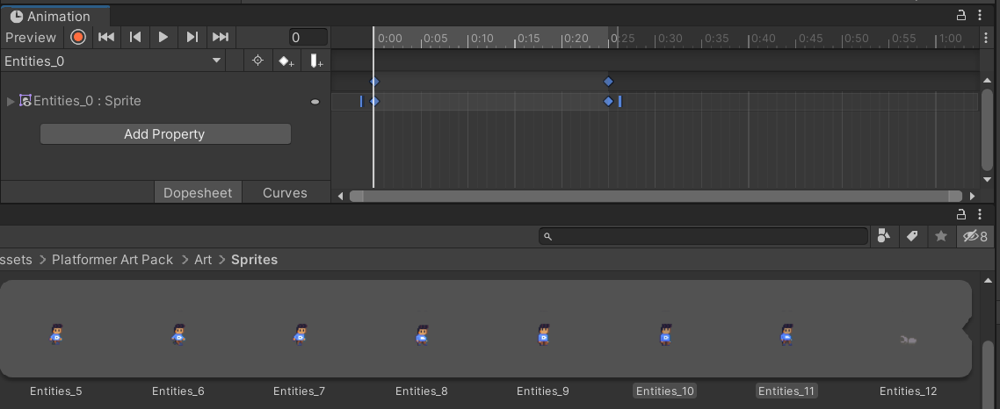 Animation
Preview 0 0:00 0:05 0:10 0:15 0:20 0:25 0:30 0:35 0:40 0:45 0:50 0:55 1:00
Entities_0
Entities_0 : Sprite
Add Property
Dopesheet Curves
8
ssets > Platformer Art Pack > Art > Sprites
Entities_5 Entities_6 Entities_7 Entities_8 Entities_9 Entities_10 Entities_11 Entities_12